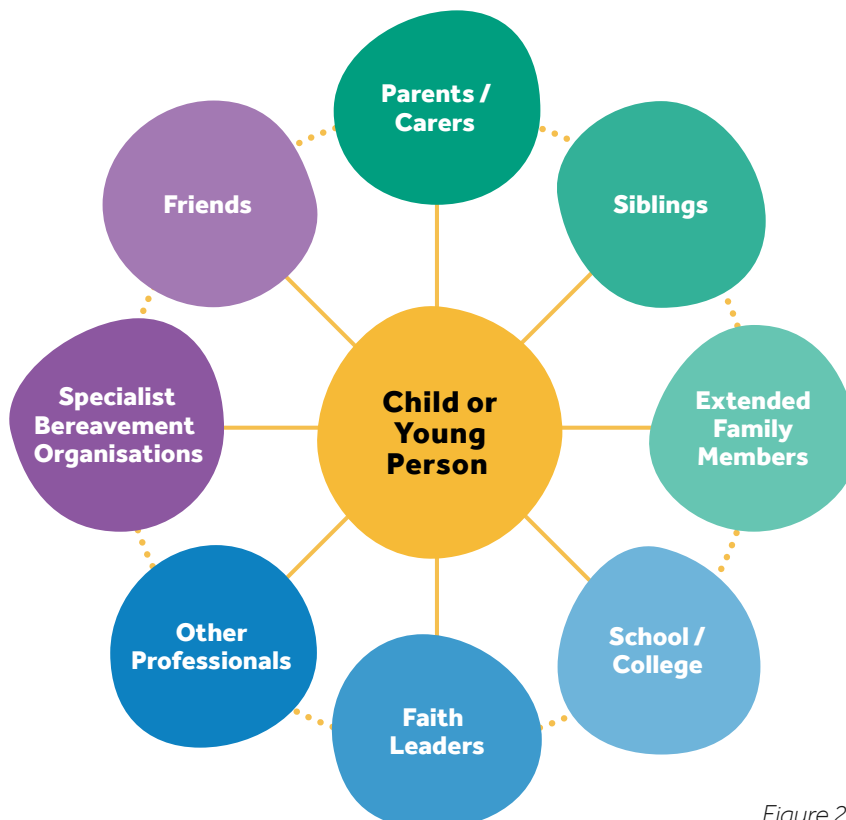 Parents /
Carers
Friends
Siblings
Specialist
Bereavement
Organisations
Child or
Young
Person
Extended
Family
Members
Other
Professionals
School /
College
Faith
Leaders
Figure 2